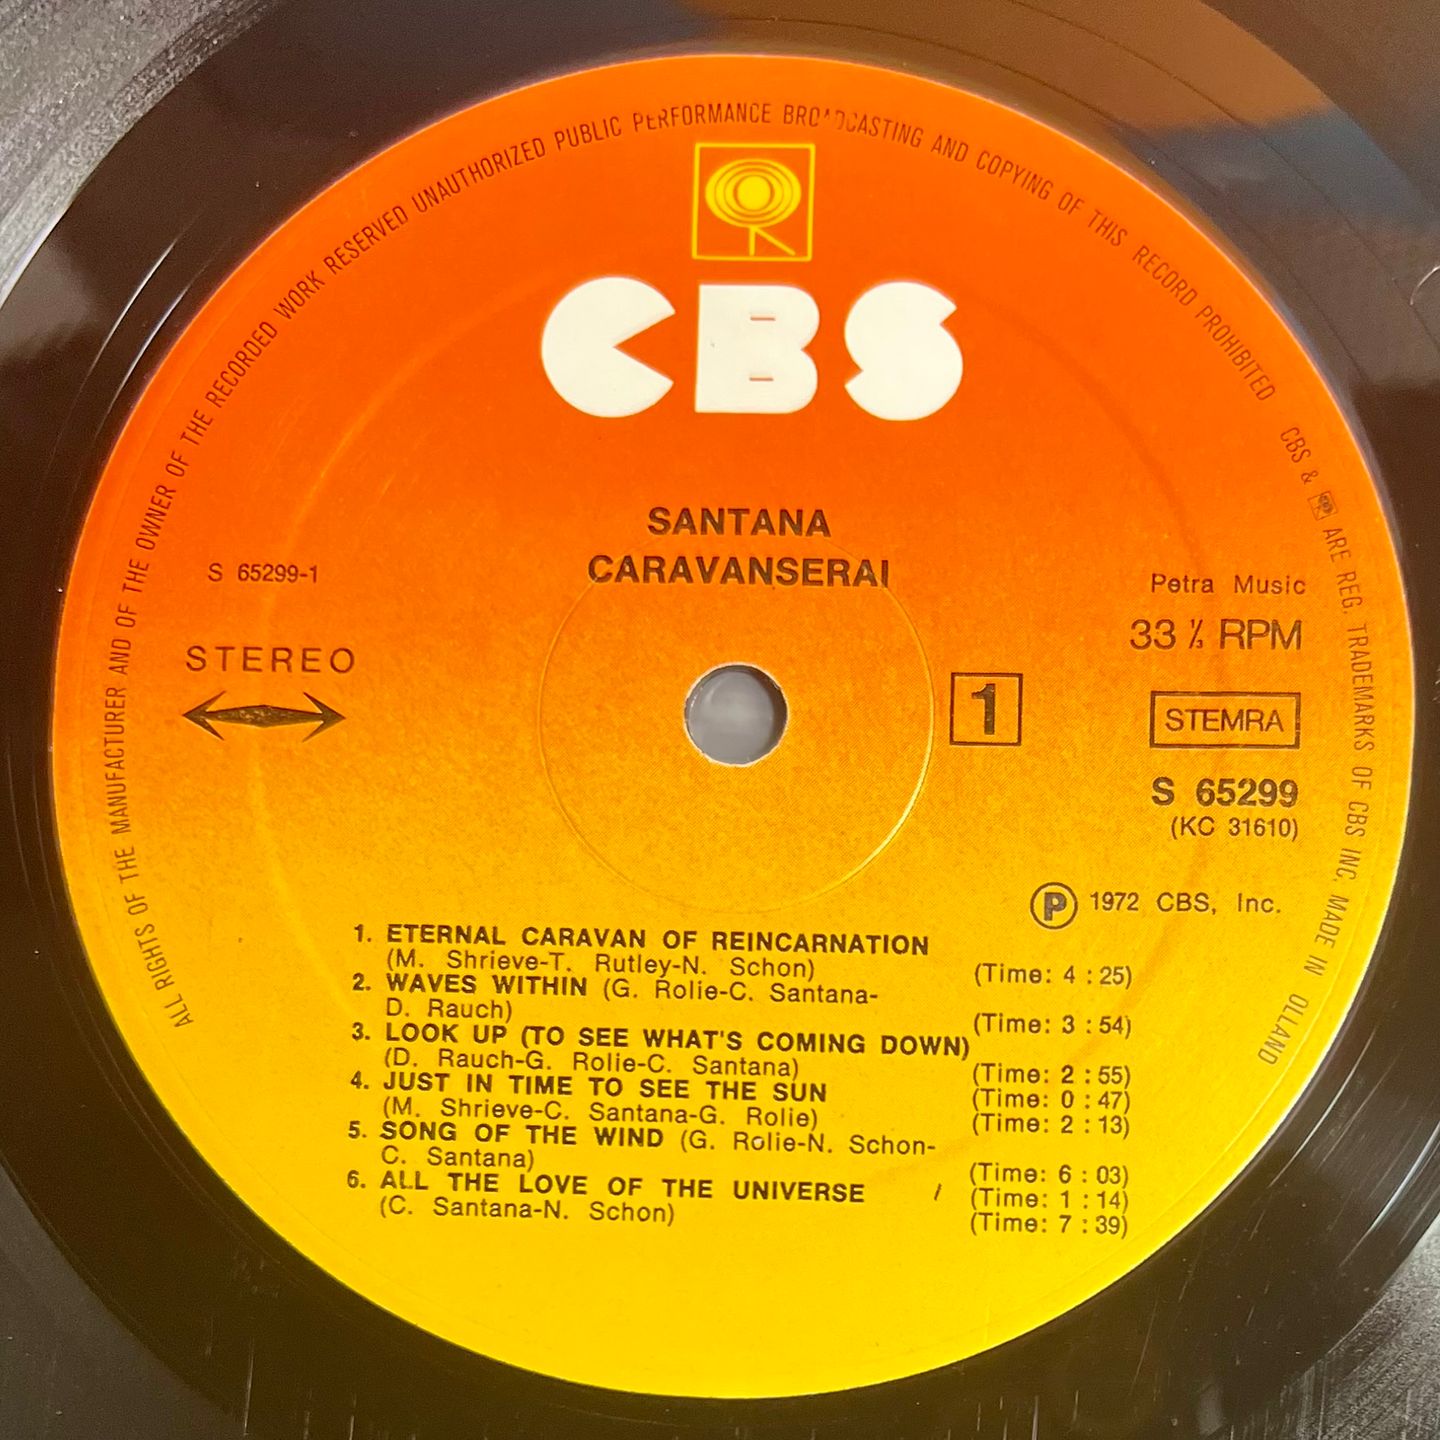 ALL RIGHTS OF THE MANUFACTURER AND OF THE OWNER OF THE RECORDED WORK RESERVED UNAUTHORIZED PUBLIC PERFORMANCE BROADCASTING AND COPYING OF THIS RECORD PROHIBITED
CBS & ARE REG. TRADEMARKS OF CBS INC. MADE IN OLLAND
CBS
SANTANA
CARAVANSERAI
S 65299-1
STEREO
Petra Music
33 ⅓ RPM
1
STEMRA
S 65299
(KC 31610)
Ⓟ 1972 CBS, Inc.
1. ETERNAL CARAVAN OF REINCARNATION
(M. Shrieve-T. Rutley-N. Schon) (Time: 4 : 25)
2. WAVES WITHIN (G. Rolie-C. Santana-
D. Rauch) (Time: 3 : 54)
3. LOOK UP (TO SEE WHAT'S COMING DOWN)
(D. Rauch-G. Rolie-C. Santana) (Time: 2 : 55)
4. JUST IN TIME TO SEE THE SUN (Time: 0 : 47)
(M. Shrieve-C. Santana-G. Rolie) (Time: 2 : 13)
5. SONG OF THE WIND (G. Rolie-N. Schon-
C. Santana) (Time: 6 : 03)
6. ALL THE LOVE OF THE UNIVERSE / (Time: 1 : 14)
(C. Santana-N. Schon) (Time: 7 : 39)